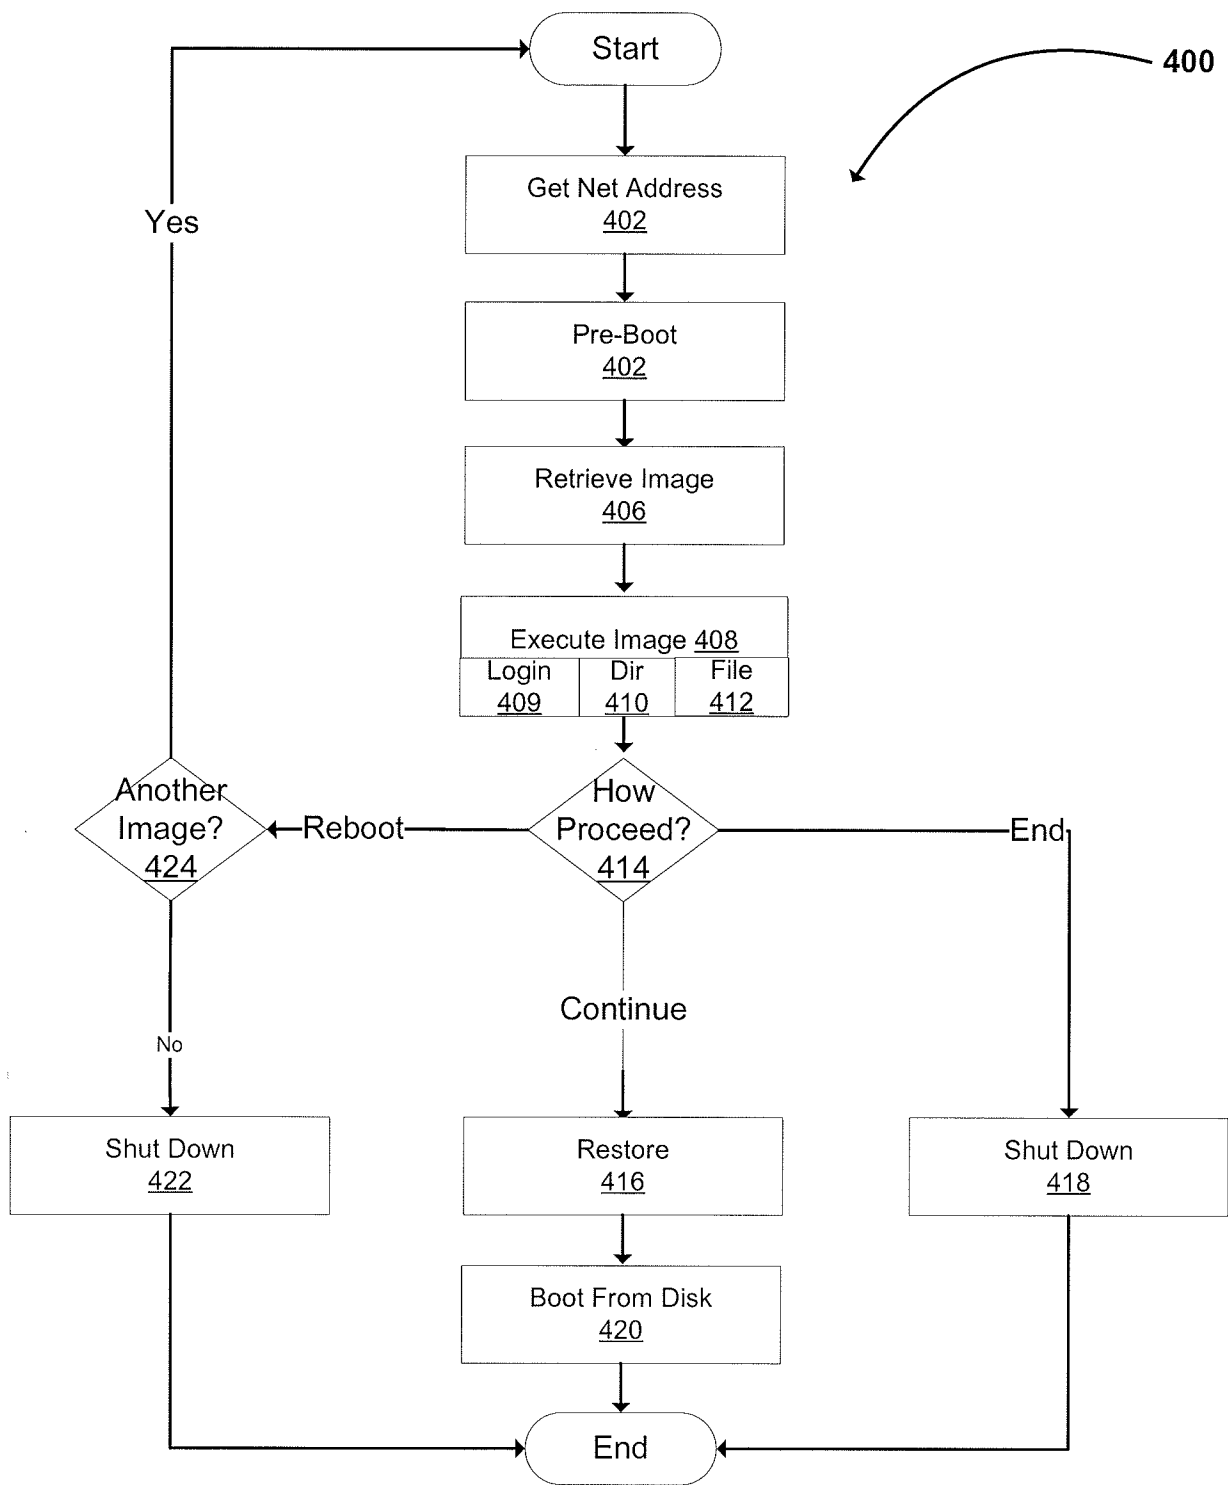 Start
400
Get Net Address
402
Yes
Pre-Boot
402
Retrieve Image
406
Execute Image 408
Login
409
Dir
410
File
412
Another
Image?
424
Reboot
How
Proceed?
414
End
Continue
No
Shut Down
422
Restore
416
Shut Down
418
Boot From Disk
420
End